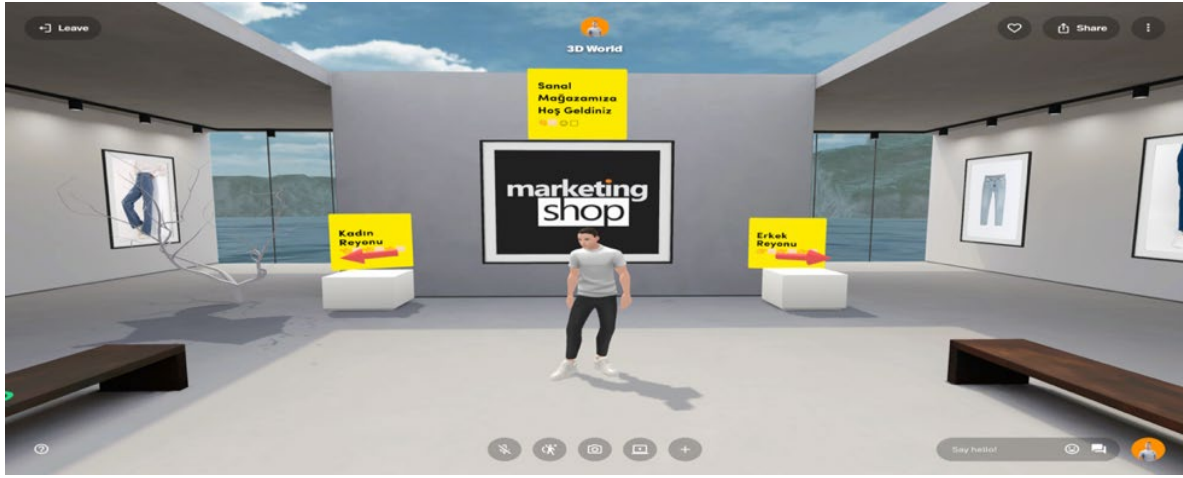 Leave
3D World
Share
Sanal
Mağazamıza
Hoş Geldiniz
marketing
shop
Kadın
Reyonu
Erkek
Reyonu
Say hello!